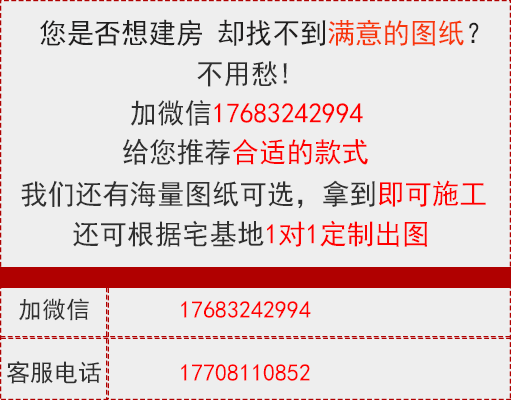 您是否想建房 却找不到满意的图纸?
不用愁!
加微信17683242994
给您推荐合适的款式
我们还有海量图纸可选，拿到即可施工
还可根据宅基地1对1定制出图
加微信 17683242994
客服电话 17708110852